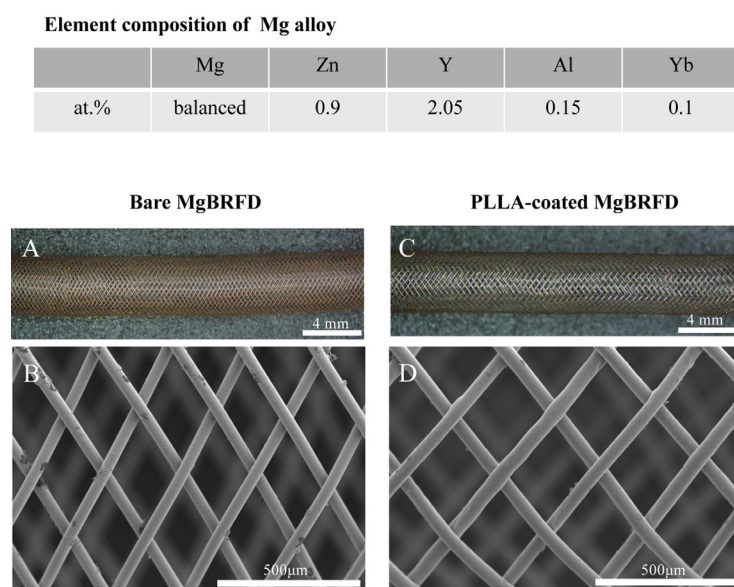 Element composition of Mg alloy
Mg Zn Y Al Yb
at.% balanced 0.9 2.05 0.15 0.1
Bare MgBRFD PLLA-coated MgBRFD
A C
4 mm 4 mm
B D
500μm 500μm